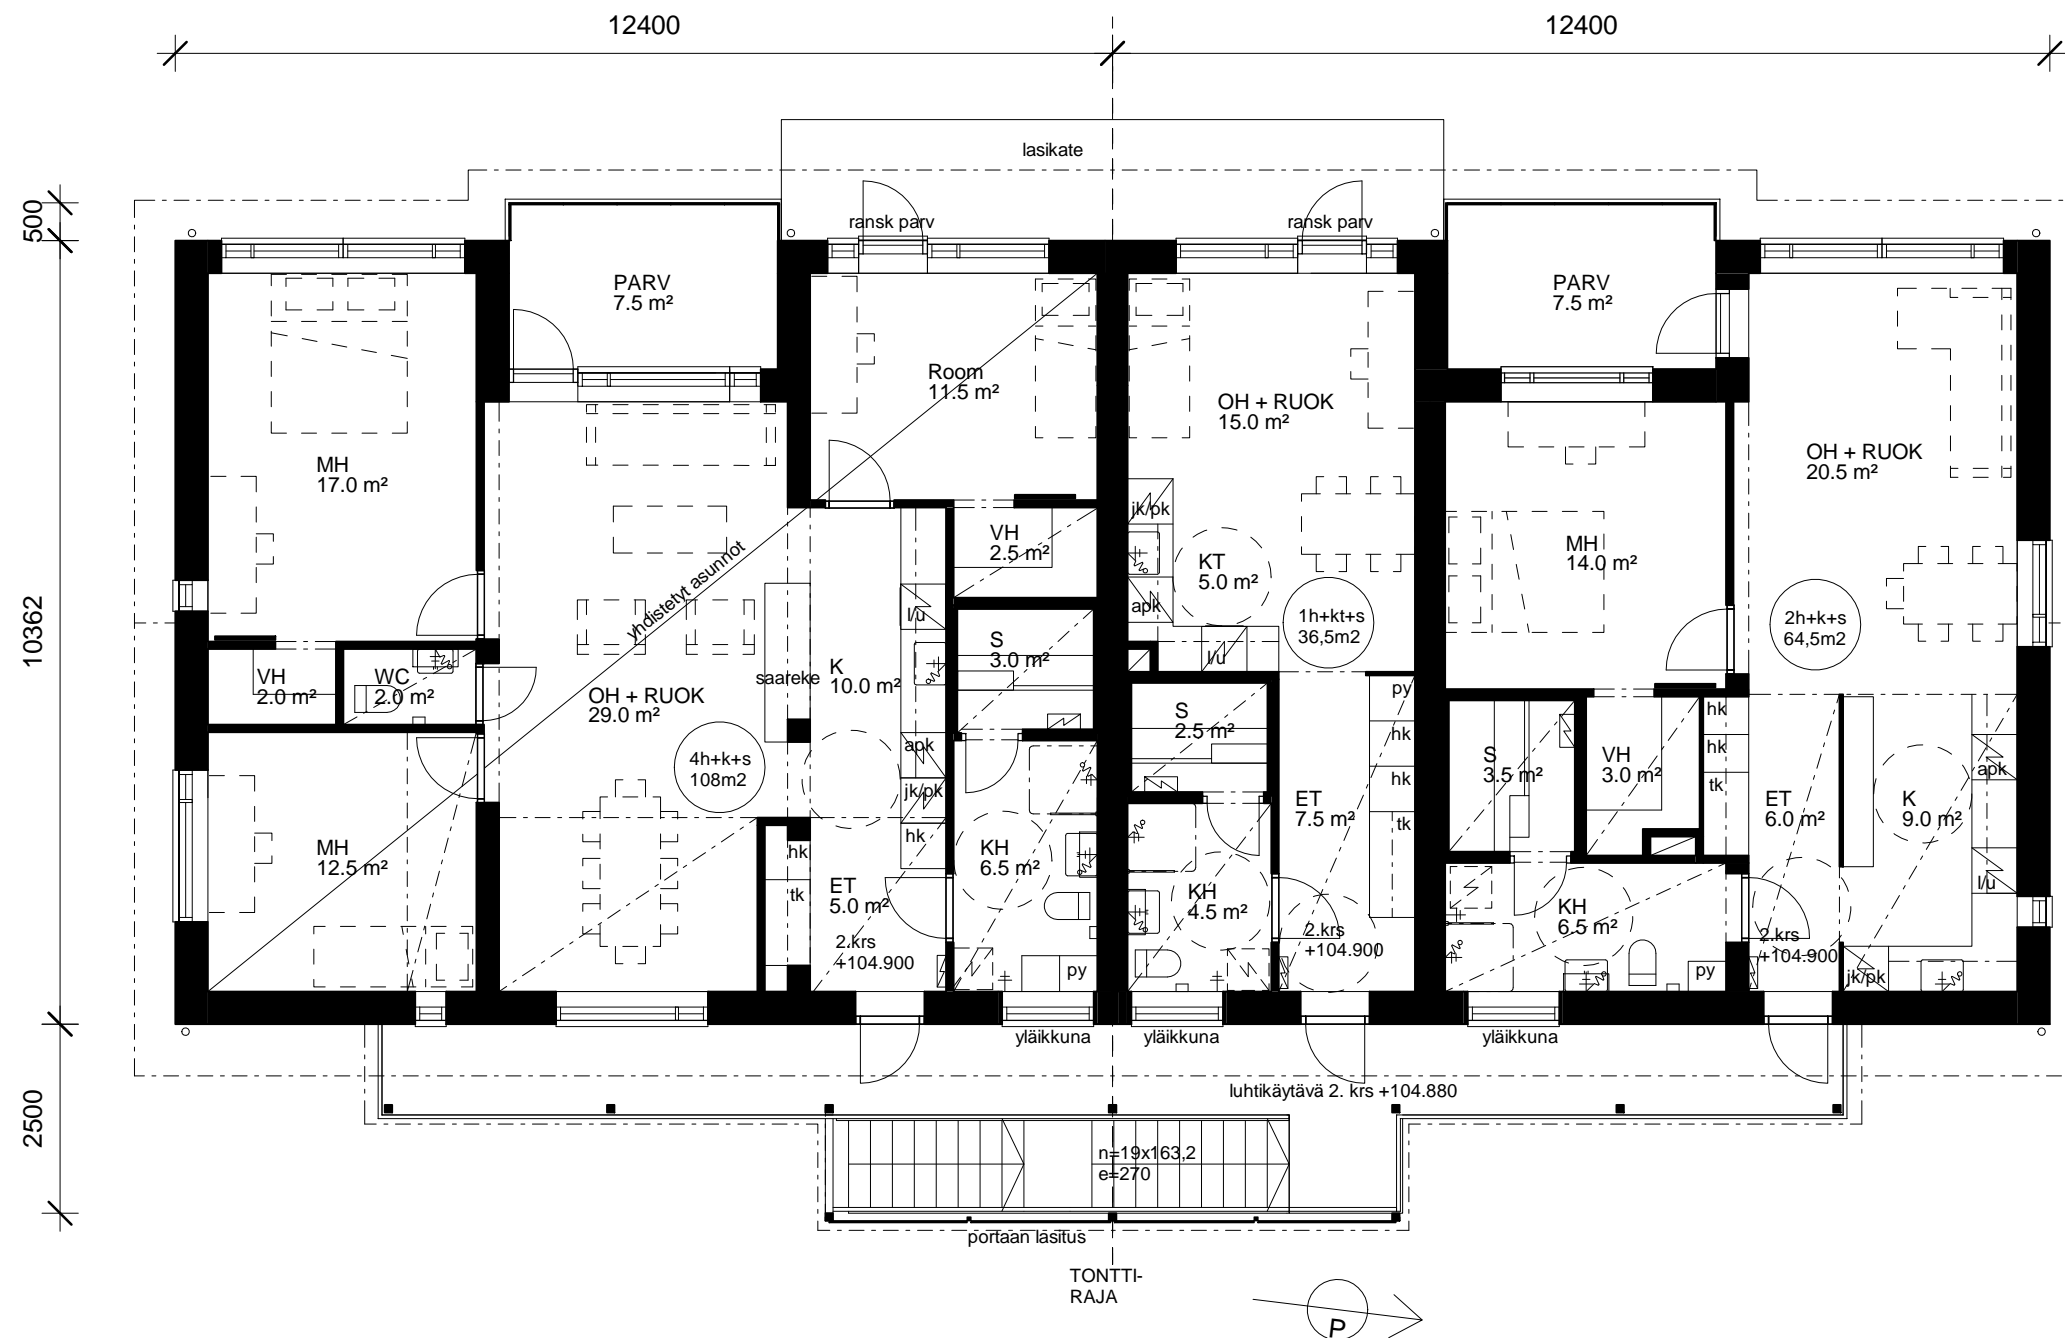 12400
12400
lasikate
500
ransk parv
ransk parv
PARV
7.5 m²
PARV
7.5 m²
Room
11.5 m²
OH + RUOK
15.0 m²
OH + RUOK
20.5 m²
MH
17.0 m²
jk/pk
VH
2.5 m²
MH
14.0 m²
KT
5.0 m²
yhdistetyt asunnot
10362
l/u
apk
1h+kt+s
36,5m2
2h+k+s
64,5m2
S
3.0 m²
l/u
VH
2.0 m²
WC
2.0 m²
saareke
K
10.0 m²
OH + RUOK
29.0 m²
py
hk
S
2.5 m²
hk
hk
apk
4h+k+s
108m2
S
3.5 m²
VH
3.0 m²
hk
hk
tk
apk
jk/pk
ET
7.5 m²
ET
6.0 m²
K
9.0 m²
tk
hk
MH
12.5 m²
hk
KH
6.5 m²
tk
ET
5.0 m²
KH
4.5 m²
KH
6.5 m²
l/u
2.krs
+104.900
2.krs
+104.900
2.krs
+104.900
py
py
jk/pk
yläikkuna
yläikkuna
yläikkuna
2500
luhtikäytävä 2. krs +104.880
n=19x163,2
e=270
portaan lasitus
TONTTI-
RAJA
P